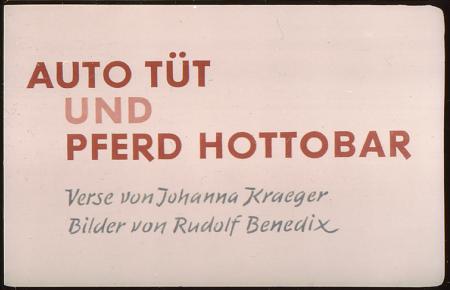 AUTO TÜT
UND
PFERD HOTTOBAR
Verse von Johanna Kraeger
Bilder von Rudolf Benedix